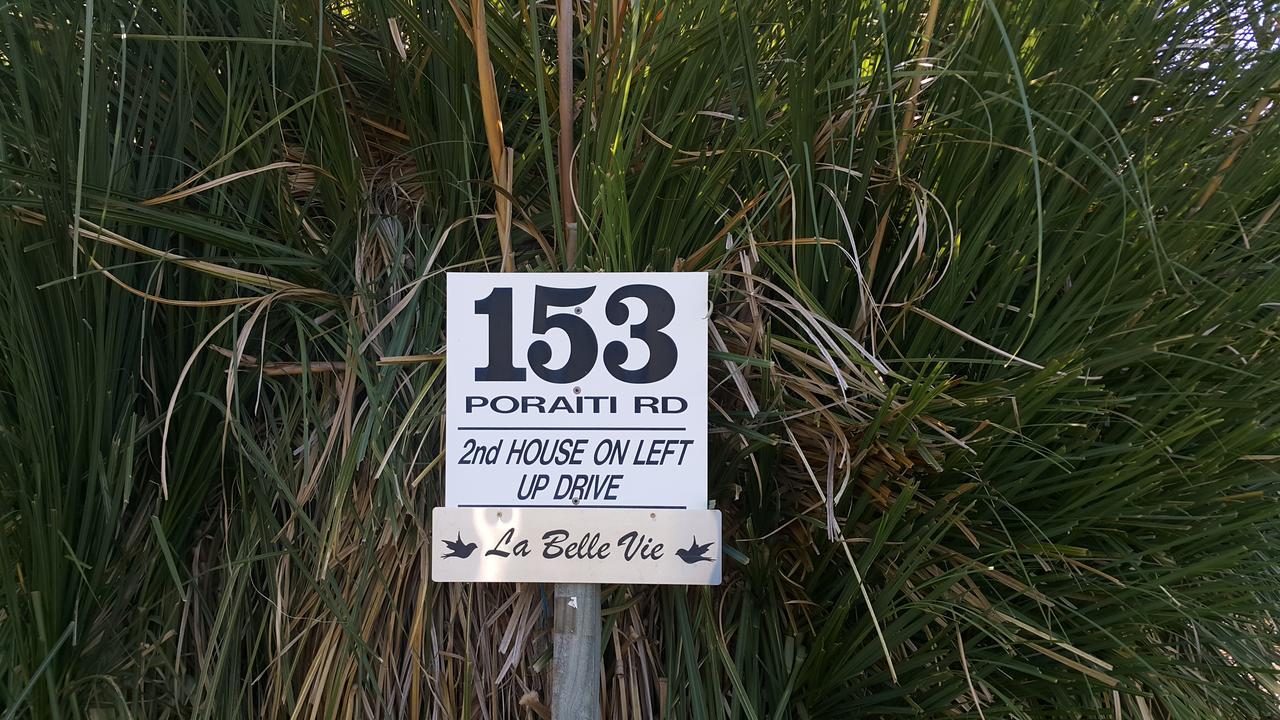 153
PORAITI RD
2nd HOUSE ON LEFT
UP DRIVE
La Belle Vie